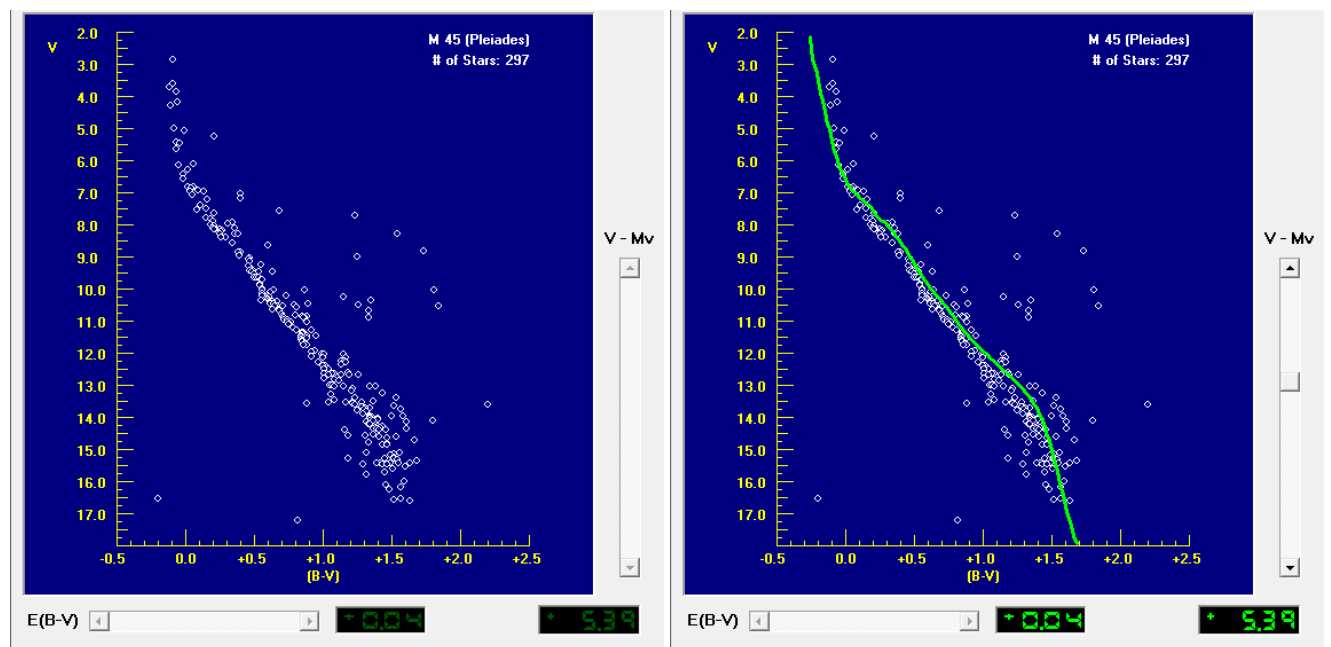 V
2.0
M 45 (Pleiades)
# of Stars: 297
3.0
4.0
5.0
6.0
7.0
8.0
9.0
10.0
11.0
12.0
13.0
14.0
15.0
16.0
17.0
-0.5 0.0 +0.5 +1.0 +1.5 +2.0 +2.5
(B-V)
V - Mv
E(B-V) +0.04 + 5.39
V
2.0
M 45 (Pleiades)
# of Stars: 297
3.0
4.0
5.0
6.0
7.0
8.0
9.0
10.0
11.0
12.0
13.0
14.0
15.0
16.0
17.0
-0.5 0.0 +0.5 +1.0 +1.5 +2.0 +2.5
(B-V)
V - Mv
E(B-V) +0.04 + 5.39